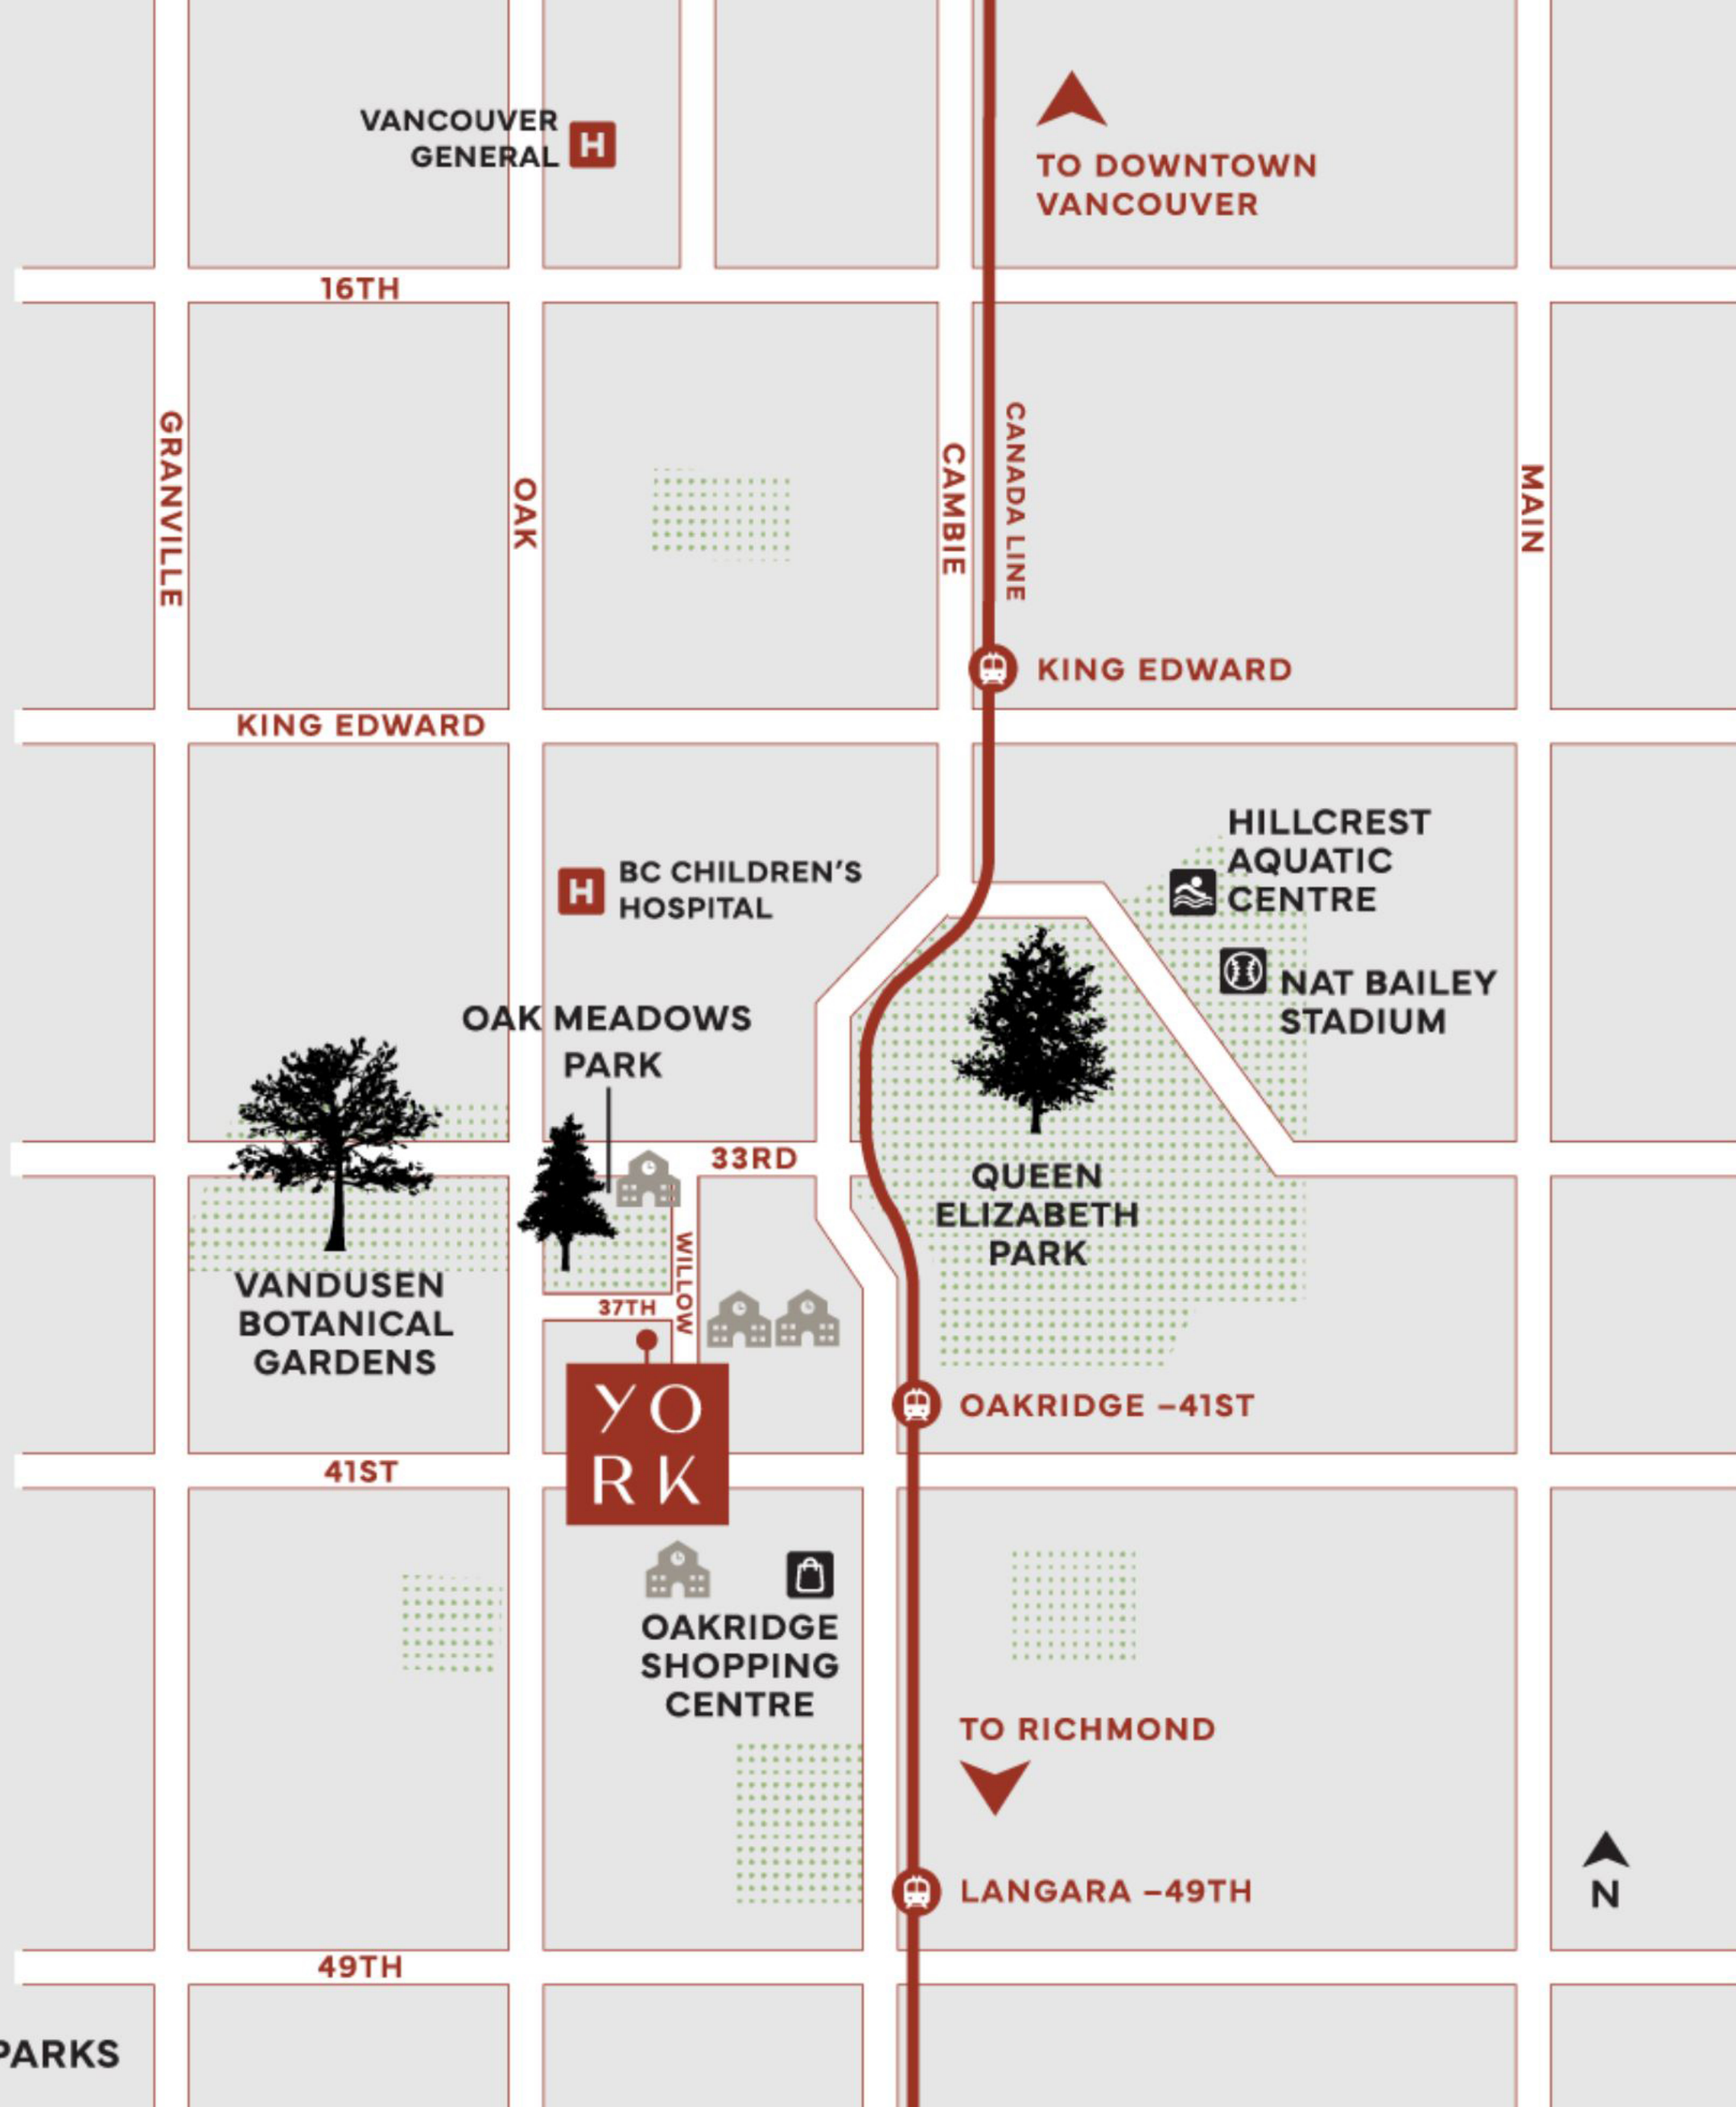 VANCOUVER
GENERAL
H
TO DOWNTOWN
VANCOUVER
16TH
GRANVILLE
OAK
CAMBIE
CANADA LINE
MAIN
KING EDWARD
KING EDWARD
HILLCREST
AQUATIC
CENTRE
H
BC CHILDREN'S
HOSPITAL
NAT BAILEY
STADIUM
OAK MEADOWS
PARK
33RD
QUEEN
ELIZABETH
PARK
WILLOW
VANDUSEN
BOTANICAL
GARDENS
37TH
YO
RK
OAKRIDGE –41ST
41ST
OAKRIDGE
SHOPPING
CENTRE
TO RICHMOND
LANGARA –49TH
N
49TH
PARKS